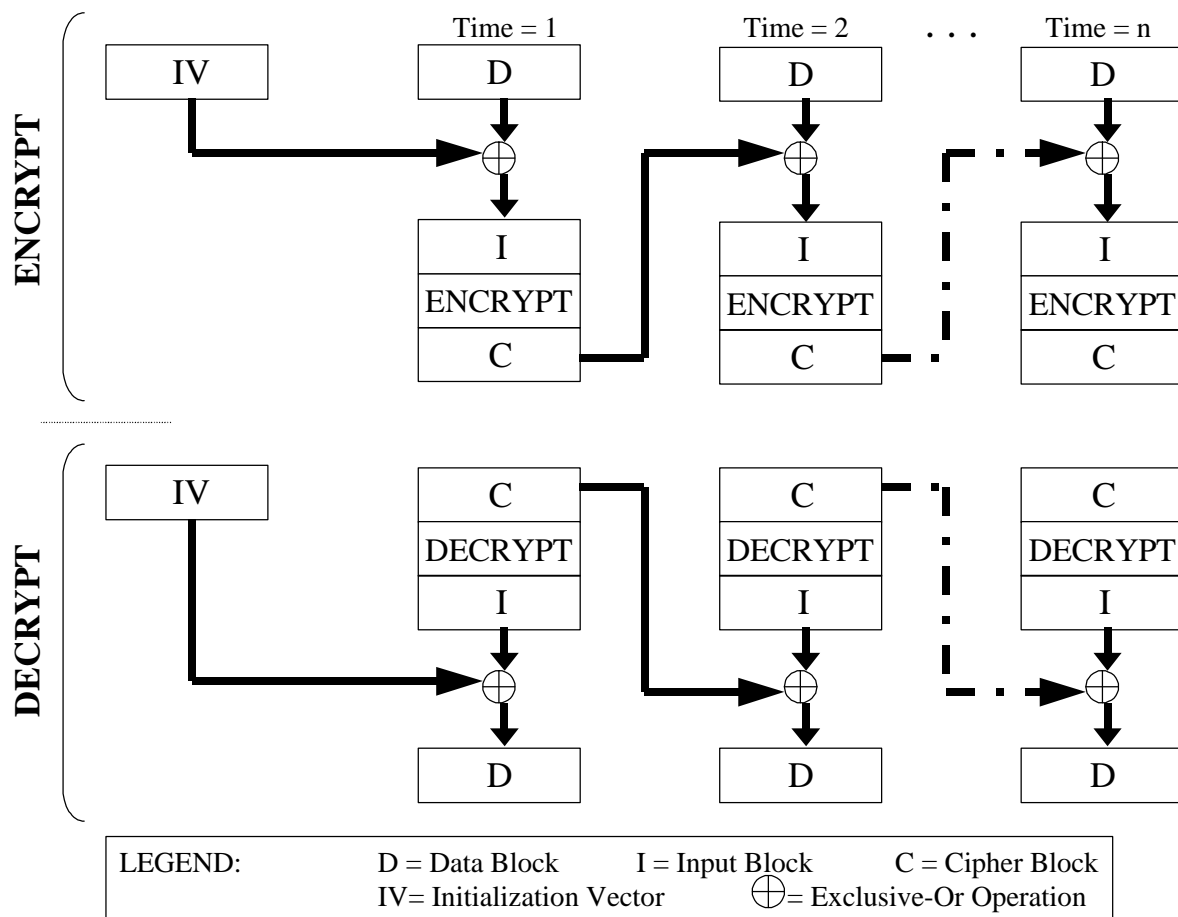 Time = 1 Time = 2 . . . Time = n
IV D D D
ENCRYPT
I I I
ENCRYPT ENCRYPT ENCRYPT
C C C
IV C C C
DECRYPT
DECRYPT DECRYPT DECRYPT
I I I
D D D
LEGEND: D = Data Block I = Input Block C = Cipher Block
IV= Initialization Vector = Exclusive-Or Operation